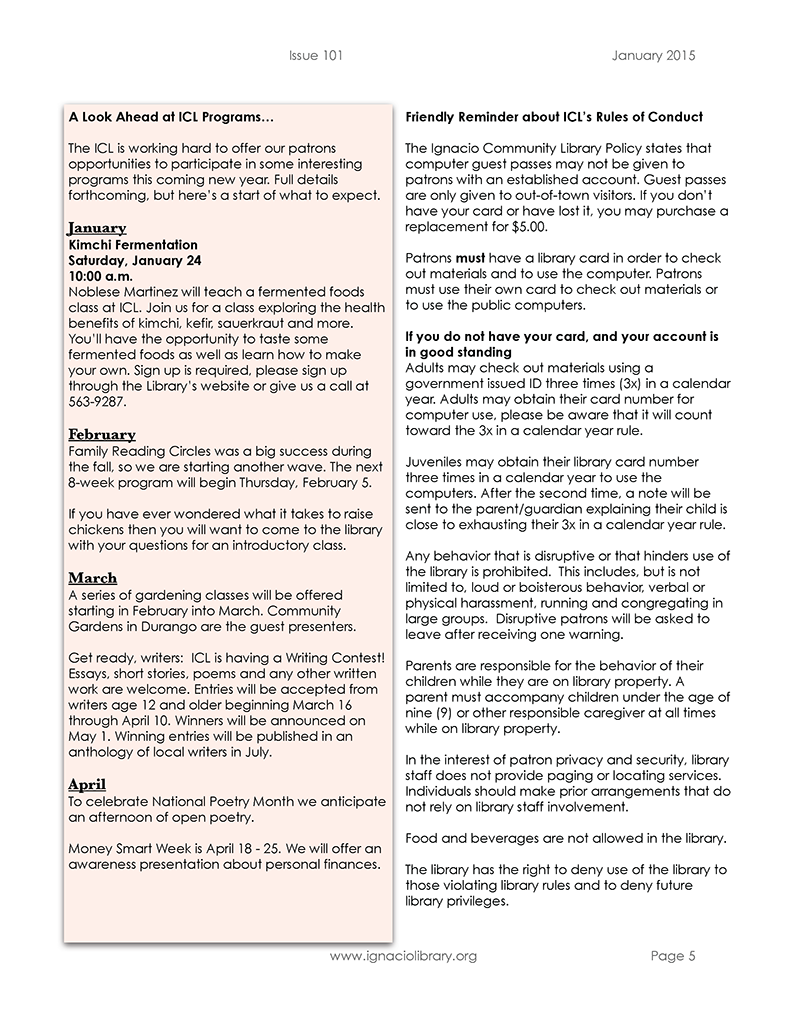 Issue 101
January 2015
A Look Ahead at ICL Programs…
The ICL is working hard to offer our patrons
opportunities to participate in some interesting
programs this coming new year. Full details
forthcoming, but here's a start of what to expect.
January
Kimchi Fermentation
Saturday, January 24
10:00 a.m.
Noblese Martinez will teach a fermented foods
class at ICL. Join us for a class exploring the health
benefits of kimchi, kefir, sauerkraut and more.
You'll have the opportunity to taste some
fermented foods as well as learn how to make
your own. Sign up is required, please sign up
through the Library's website or give us a call at
563-9287.
February
Family Reading Circles was a big success during
the fall, so we are starting another wave. The next
8-week program will begin Thursday, February 5.
If you have ever wondered what it takes to raise
chickens then you will want to come to the library
with your questions for an introductory class.
March
A series of gardening classes will be offered
starting in February into March. Community
Gardens in Durango are the guest presenters.
Get ready, writers:  ICL is having a Writing Contest!
Essays, short stories, poems and any other written
work are welcome. Entries will be accepted from
writers age 12 and older beginning March 16
through April 10. Winners will be announced on
May 1. Winning entries will be published in an
anthology of local writers in July.
April
To celebrate National Poetry Month we anticipate
an afternoon of open poetry.
Money Smart Week is April 18 - 25. We will offer an
awareness presentation about personal finances.
Friendly Reminder about ICL's Rules of Conduct
The Ignacio Community Library Policy states that
computer guest passes may not be given to
patrons with an established account. Guest passes
are only given to out-of-town visitors. If you don't
have your card or have lost it, you may purchase a
replacement for $5.00.
Patrons must have a library card in order to check
out materials and to use the computer. Patrons
must use their own card to check out materials or
to use the public computers.
If you do not have your card, and your account is
in good standing
Adults may check out materials using a
government issued ID three times (3x) in a calendar
year. Adults may obtain their card number for
computer use, please be aware that it will count
toward the 3x in a calendar year rule.
Juveniles may obtain their library card number
three times in a calendar year to use the
computers. After the second time, a note will be
sent to the parent/guardian explaining their child is
close to exhausting their 3x in a calendar year rule.
Any behavior that is disruptive or that hinders use of
the library is prohibited.  This includes, but is not
limited to, loud or boisterous behavior, verbal or
physical harassment, running and congregating in
large groups.  Disruptive patrons will be asked to
leave after receiving one warning.
Parents are responsible for the behavior of their
children while they are on library property. A
parent must accompany children under the age of
nine (9) or other responsible caregiver at all times
while on library property.
In the interest of patron privacy and security, library
staff does not provide paging or locating services.
Individuals should make prior arrangements that do
not rely on library staff involvement.
Food and beverages are not allowed in the library.
The library has the right to deny use of the library to
those violating library rules and to deny future
library privileges.
www.ignaciolibrary.org
Page 5